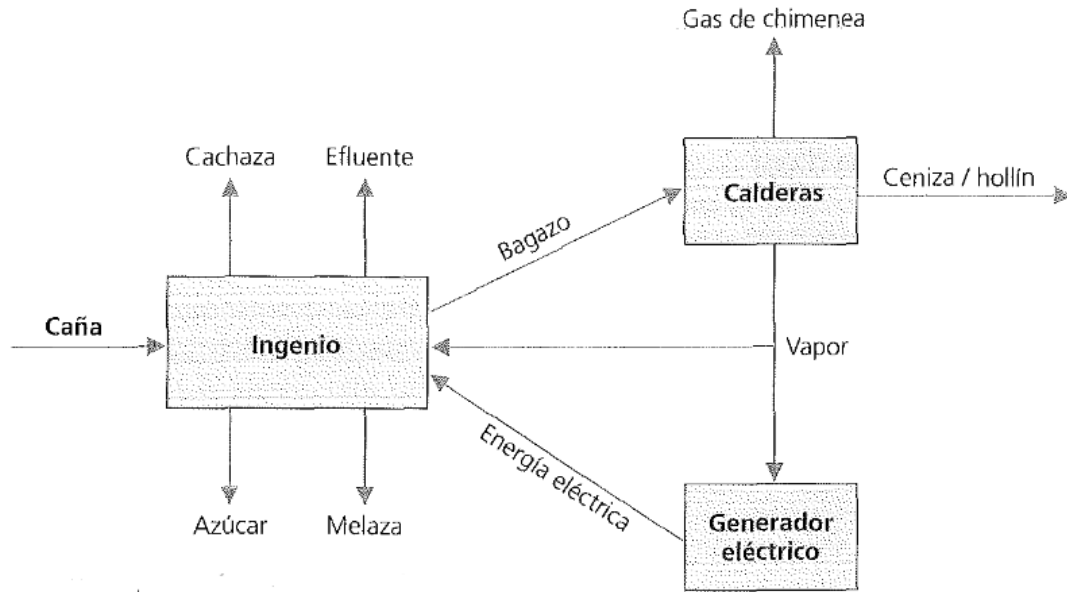 Gas de chimenea
Cachaza
Efluente
Calderas
Ceniza / hollín
Bagazo
Caña
Ingenio
Vapor
Energía eléctrica
Azúcar
Melaza
Generador
eléctrico